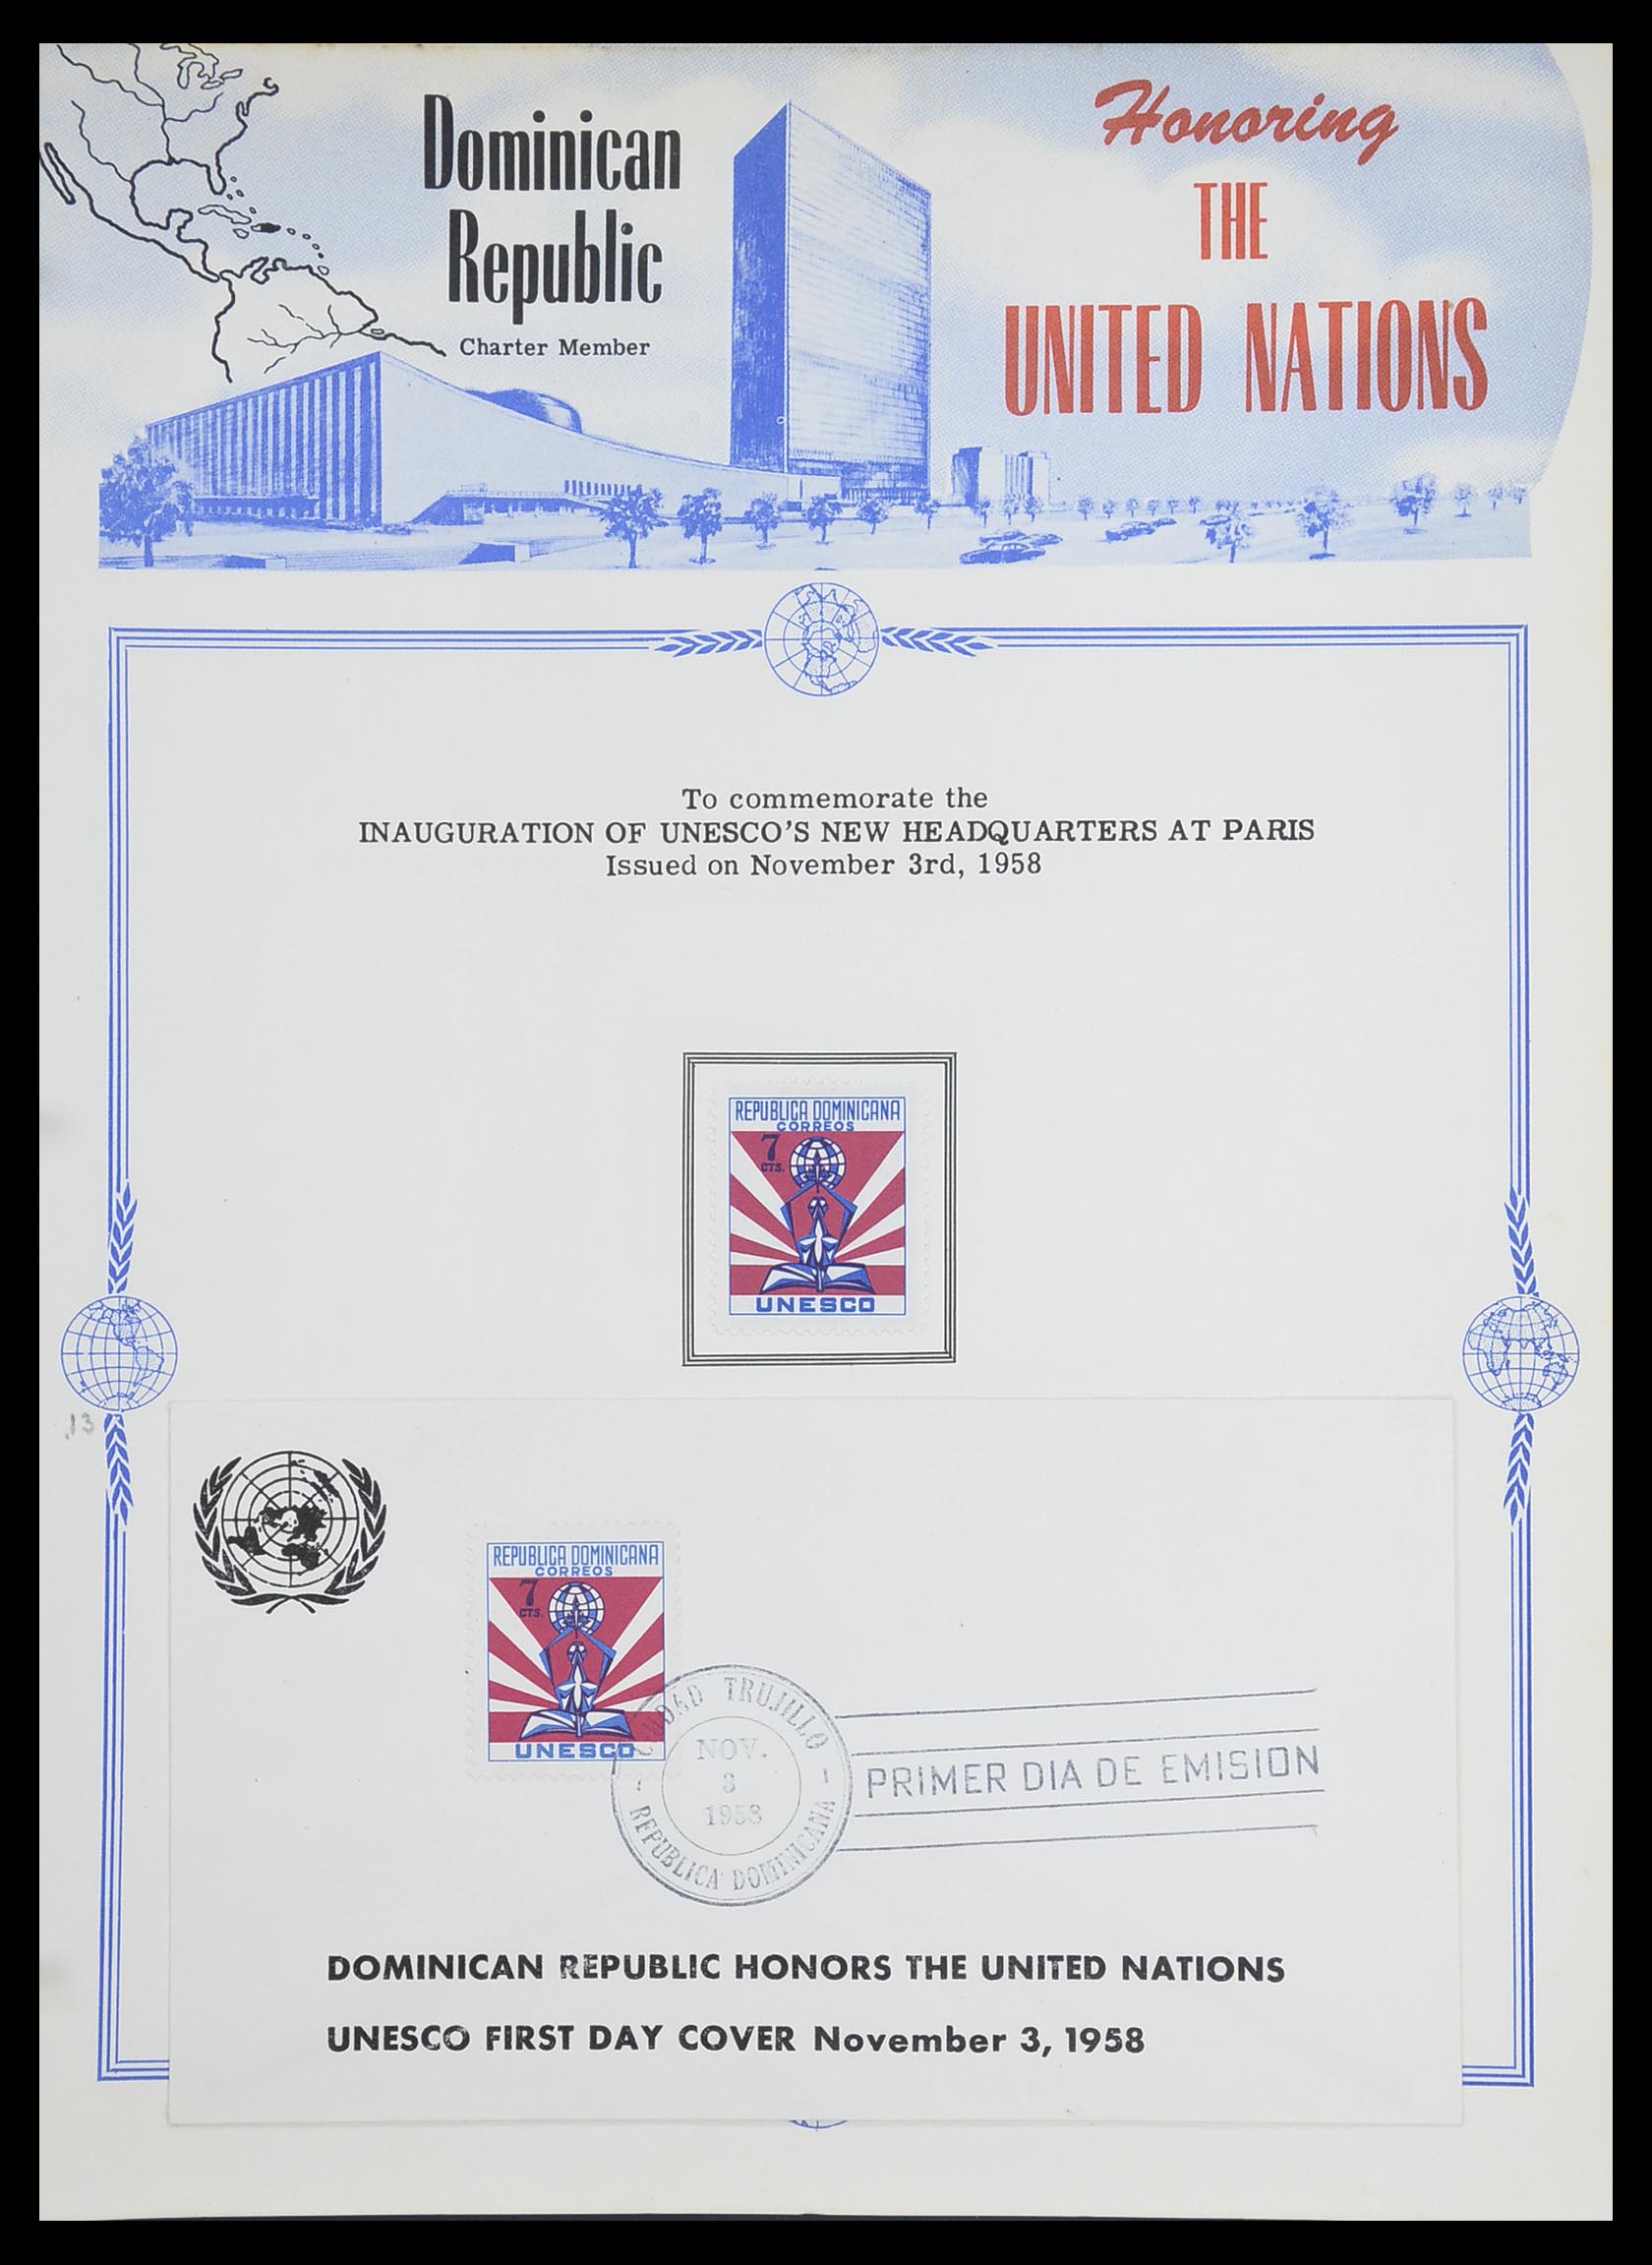 Dominican
Republic
Charter Member
Honoring
THE
UNITED NATIONS
To commemorate the
INAUGURATION OF UNESCO'S NEW HEADQUARTERS AT PARIS
Issued on November 3rd, 1958
REPUBLICA DOMINICANA
CORREOS
7
CTS.
UNESCO
13
REPUBLICA DOMINICANA
CORREOS
7
CTS.
UNESCO
CIUDAD TRUJILLO
NOV.
3
1958
REPUBLICA DOMINICANA
PRIMER DIA DE EMISION
DOMINICAN REPUBLIC HONORS THE UNITED NATIONS
UNESCO FIRST DAY COVER November 3, 1958